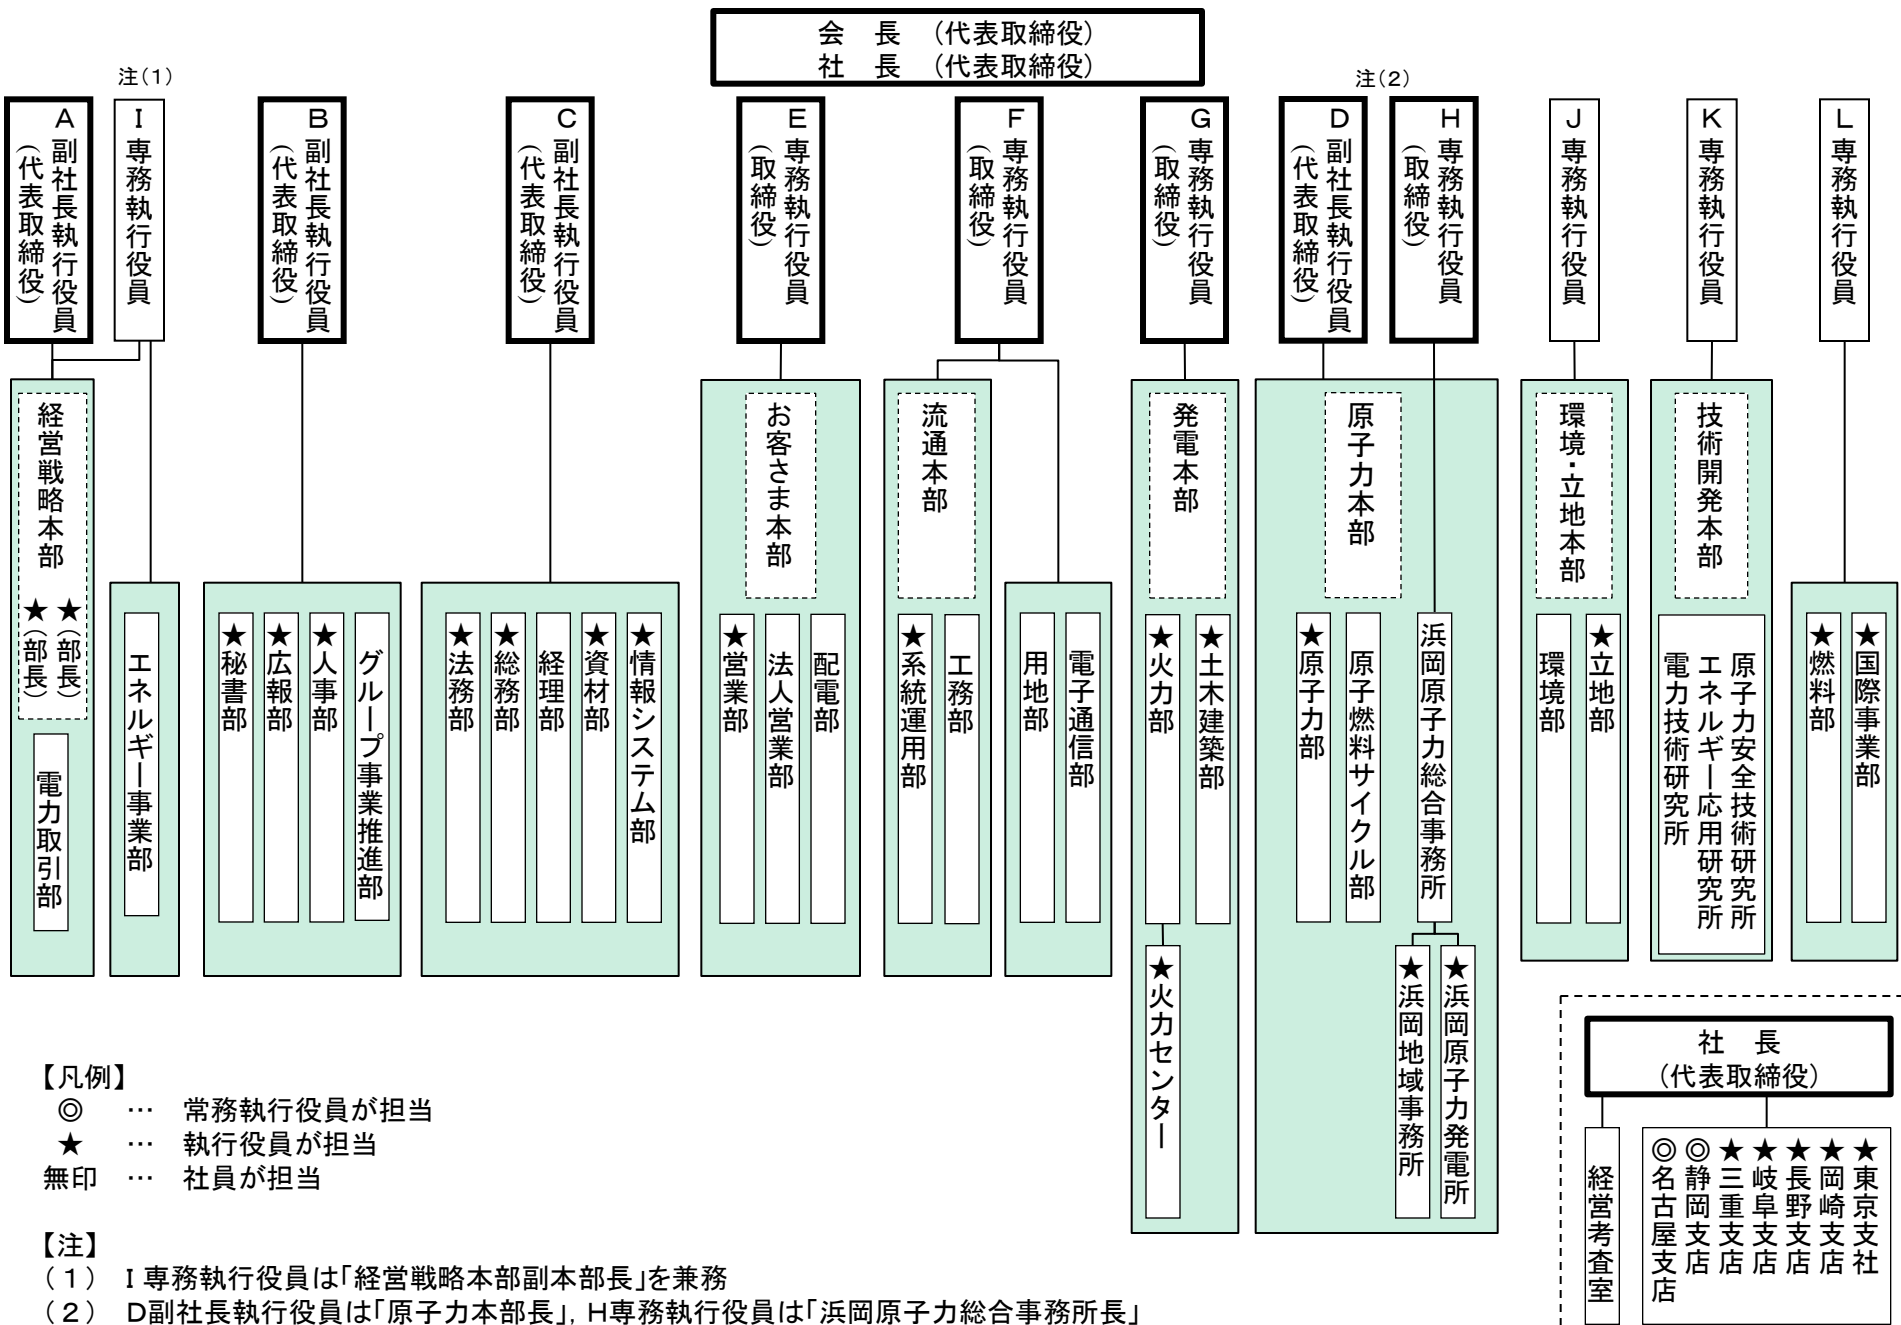 会　長　（代表取締役）
社　長　（代表取締役）
注（１）
注（２）
A 副社長執行役員
（代表取締役）
I 専務執行役員
B 副社長執行役員
（代表取締役）
C 副社長執行役員
（代表取締役）
E 専務執行役員
（取締役）
F 専務執行役員
（取締役）
G 専務執行役員
（取締役）
D 副社長執行役員
（代表取締役）
H 専務執行役員
（取締役）
J 専務執行役員
K 専務執行役員
L 専務執行役員
経営戦略本部
★（部長）
★（部長）
電力取引部
エネルギー事業部
★秘書部
★広報部
★人事部
グループ事業推進部
★法務部
★総務部
経理部
★資材部
★情報システム部
お客さま本部
★営業部
法人営業部
配電部
流通本部
★系統運用部
工務部
用地部
電子通信部
発電本部
★火力部
★土木建築部
★火力センター
原子力本部
★原子力部
原子燃料サイクル部
浜岡原子力総合事務所
★浜岡地域事務所
★浜岡原子力発電所
環境・立地本部
環境部
★立地部
技術開発本部
原子力安全技術研究所
エネルギー応用研究所
電力技術研究所
★燃料部
★国際事業部
社　長
（代表取締役）
経営考査室
◎名古屋支店
◎静岡支店
★三重支店
★岐阜支店
★長野支店
★岡崎支店
★東京支社
【凡例】
◎　…　常務執行役員が担当
★　…　執行役員が担当
無印　…　社員が担当
【注】
（１）　I 専務執行役員は「経営戦略本部副本部長」を兼務
（２）　D副社長執行役員は「原子力本部長」，H専務執行役員は「浜岡原子力総合事務所長」